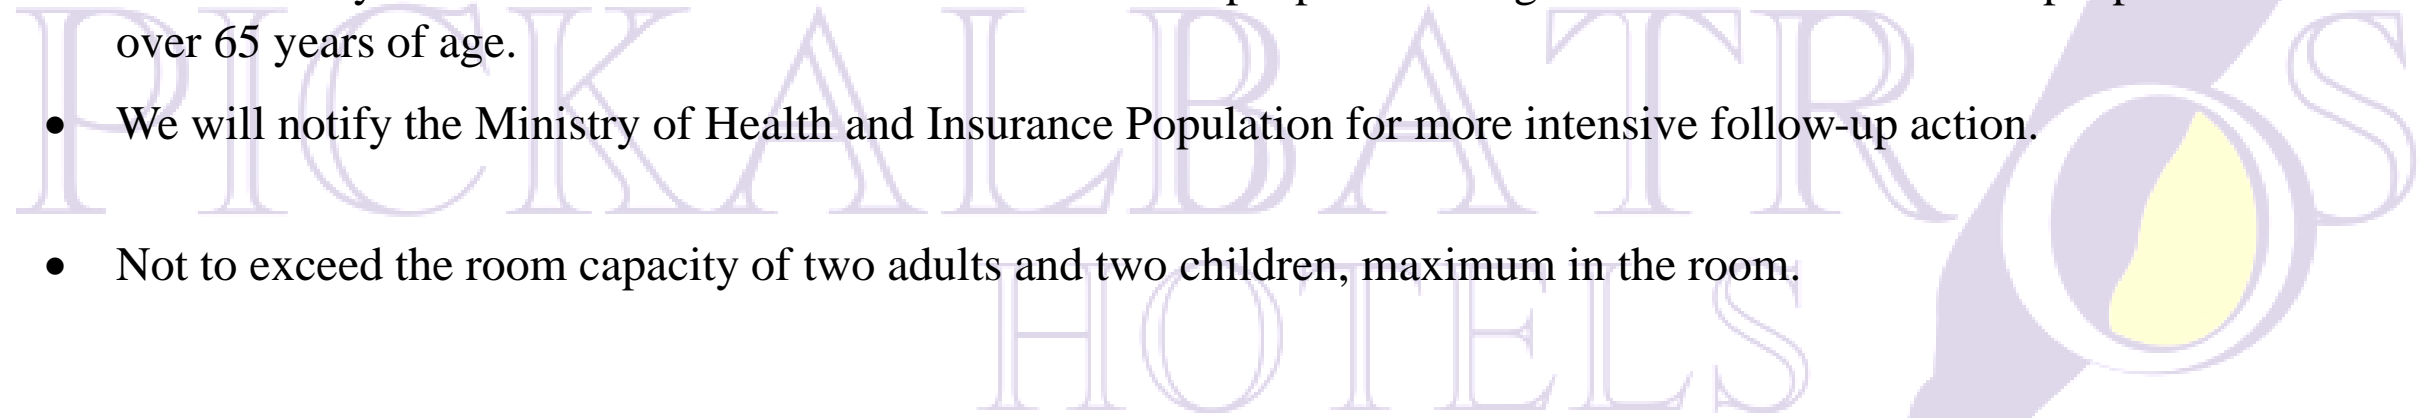 over 65 years of age.
• We will notify the Ministry of Health and Insurance Population for more intensive follow-up action.
• Not to exceed the room capacity of two adults and two children, maximum in the room.
PICKALBATROS
HOTELS